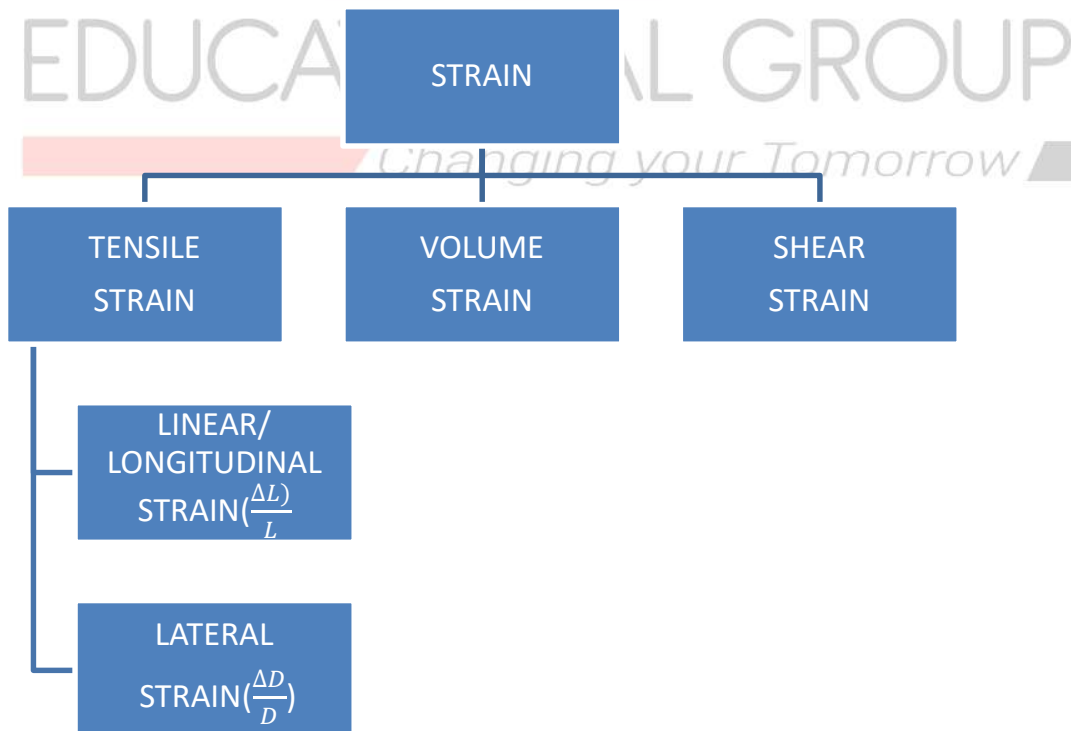 EDUCA AL GROUP
Changing your Tomorrow
STRAIN
TENSILE
STRAIN
VOLUME
STRAIN
SHEAR
STRAIN
LINEAR/
LONGITUDINAL
STRAIN(ΔL)/L
LATERAL
STRAIN(ΔD/D)